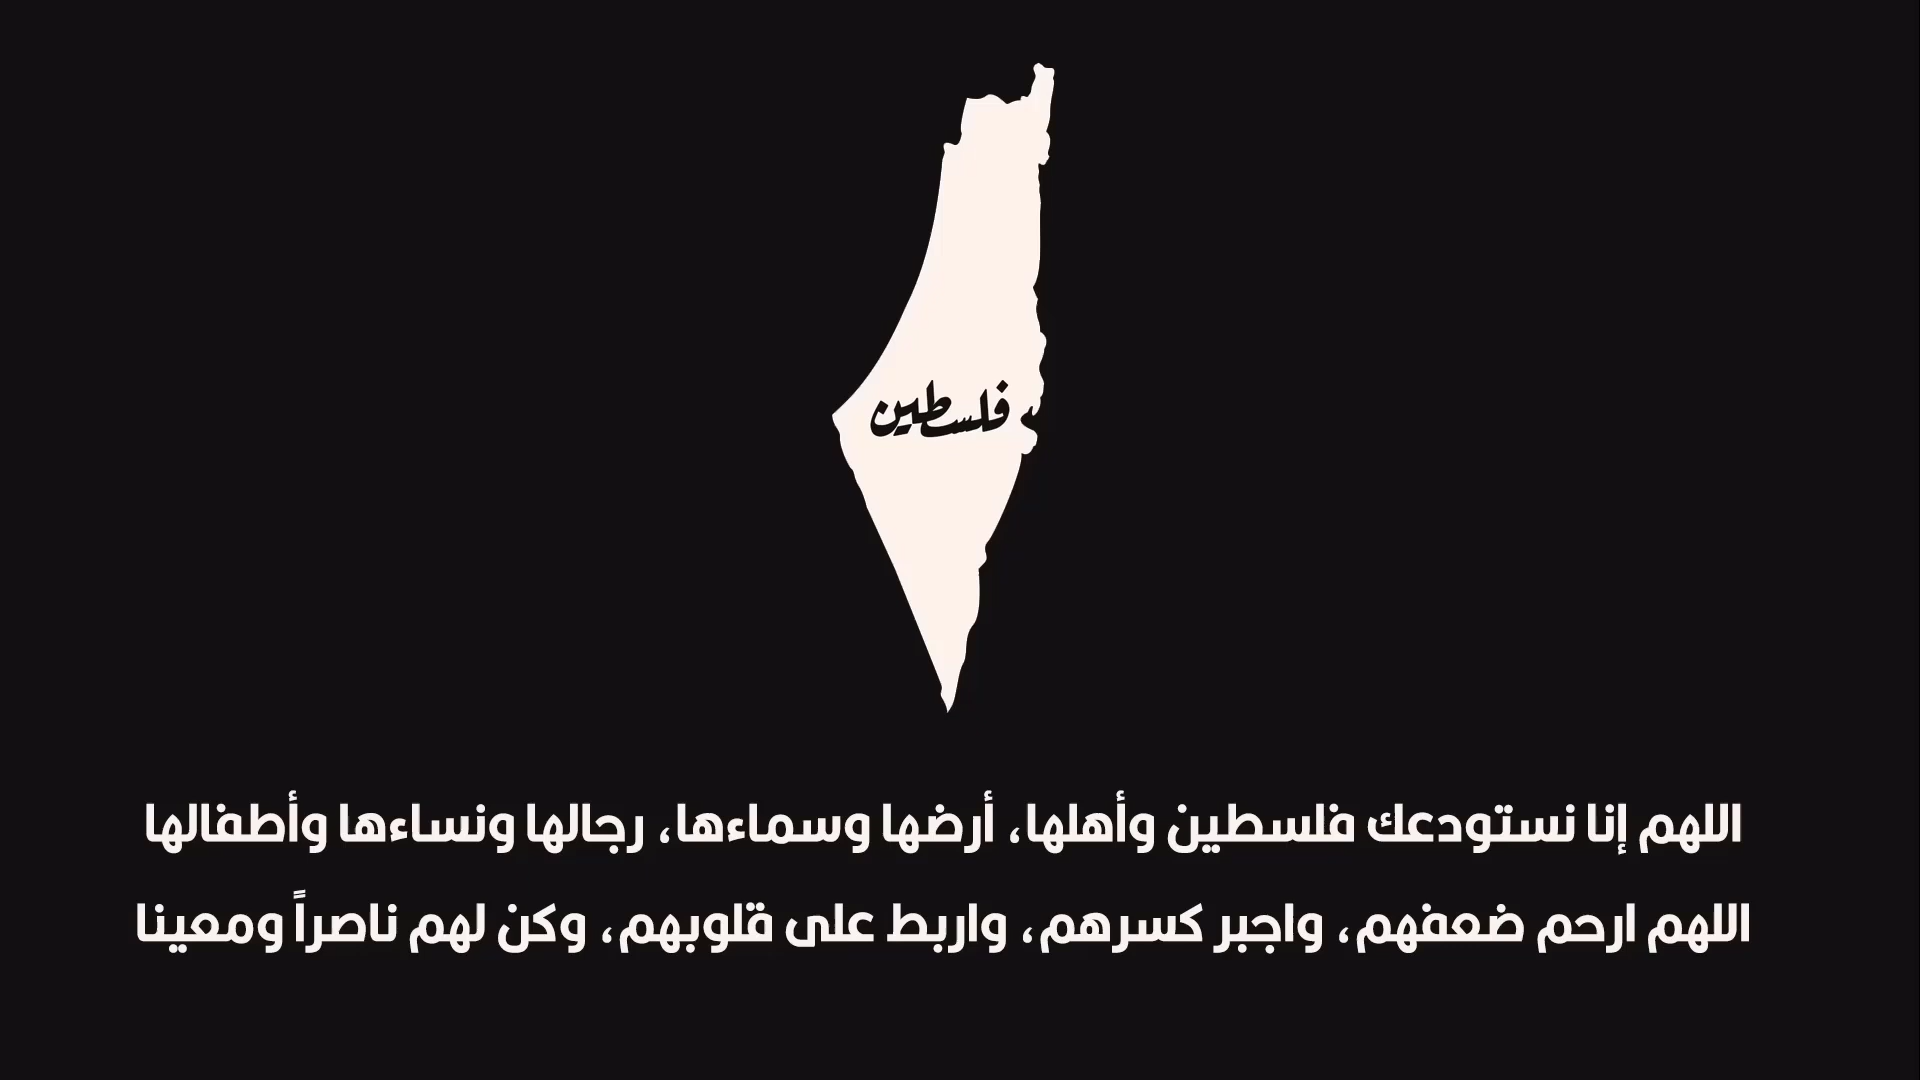 فلسطين
اللهم إنا نستودعك فلسطين وأهلها، أرضها وسماءها، رجالها ونساءها وأطفالها
اللهم ارحم ضعفهم، واجبر كسرهم، واربط على قلوبهم، وكن لهم ناصراً ومعينا